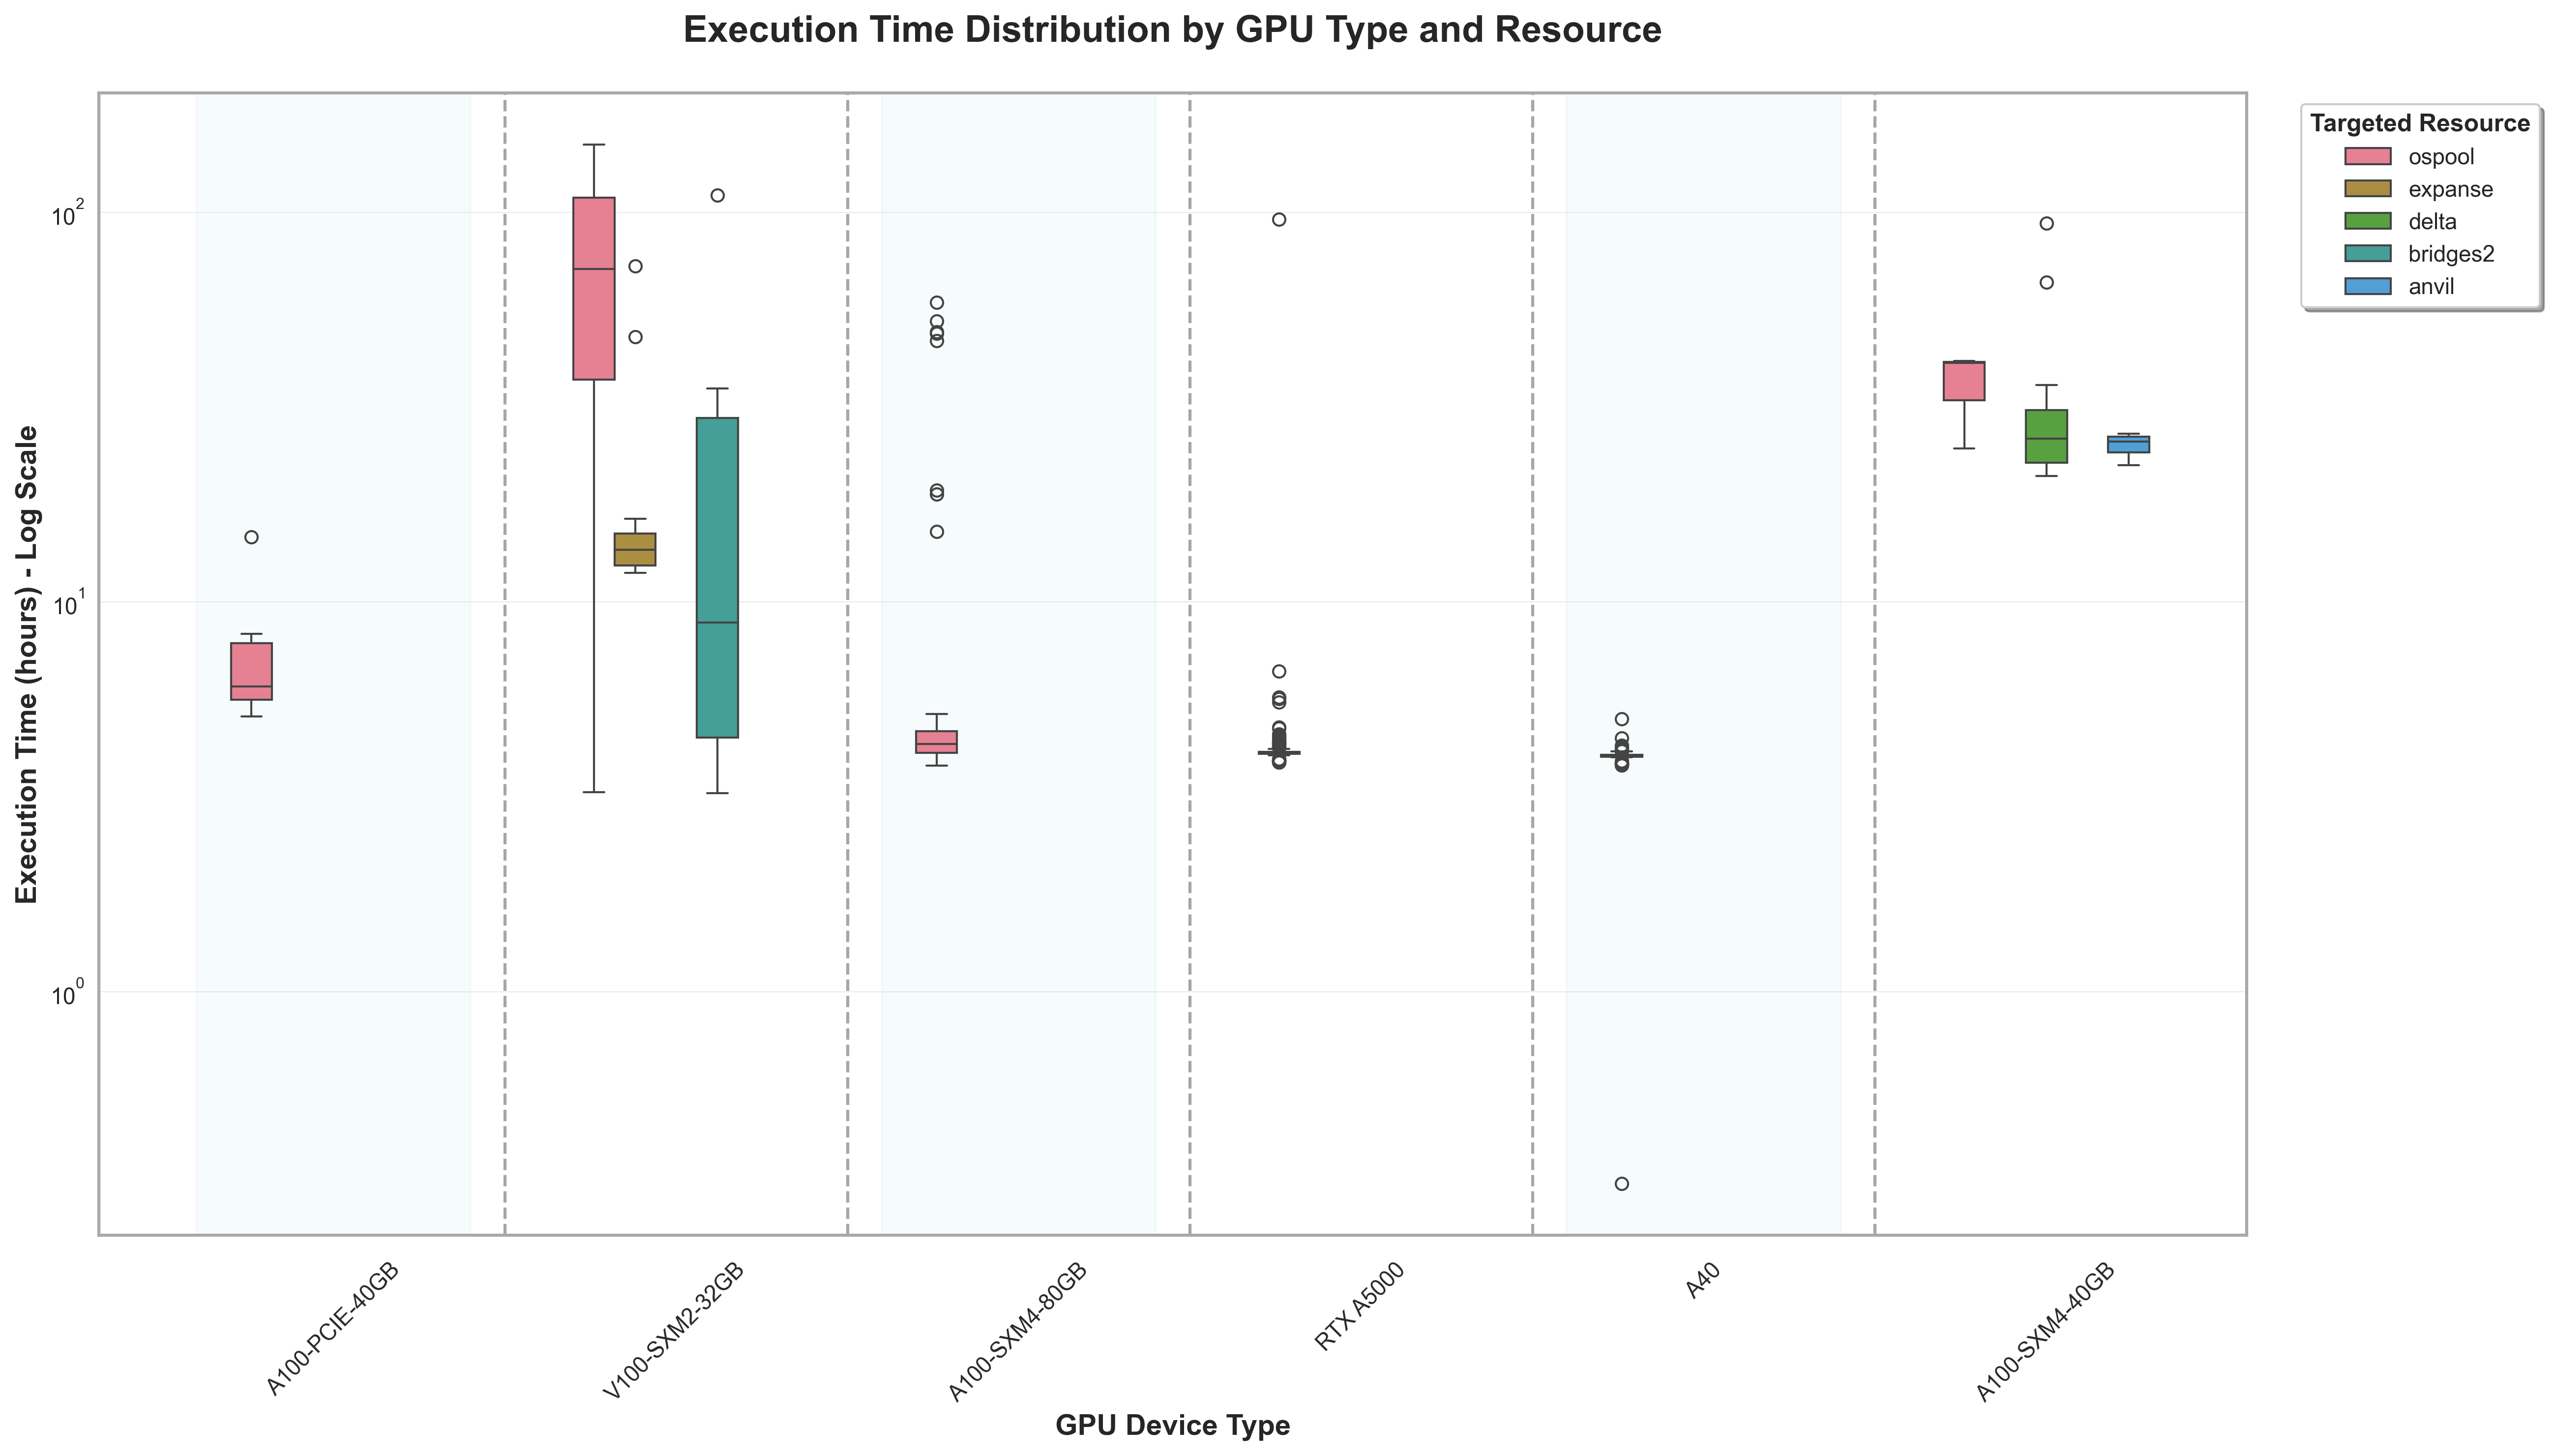 Execution Time Distribution by GPU Type and Resource
Targeted Resource
ospool
expanse
delta
bridges2
anvil
Execution Time (hours) - Log Scale
10²
10¹
10⁰
A100-PCIE-40GB
V100-SXM2-32GB
A100-SXM4-80GB
RTX A5000
A40
A100-SXM4-40GB
GPU Device Type